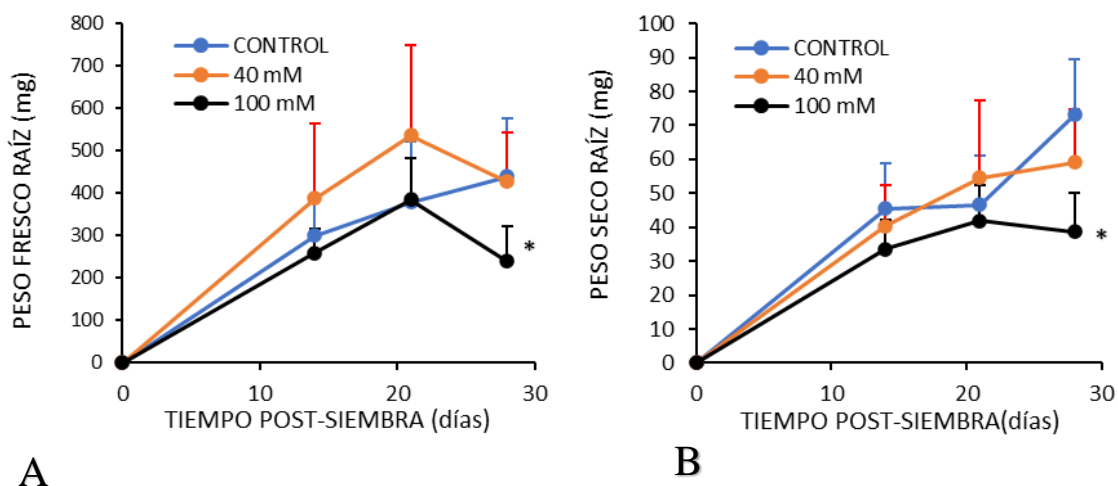 PESO FRESCO RAÍZ (mg)
800
700
600
500
400
300
200
100
0
CONTROL
40 mM
100 mM
*
0
10
20
30
TIEMPO POST-SIEMBRA (días)
A
PESO SECO RAÍZ (mg)
100
90
80
70
60
50
40
30
20
10
0
CONTROL
40 mM
100 mM
*
0
10
20
30
TIEMPO POST-SIEMBRA(días)
B